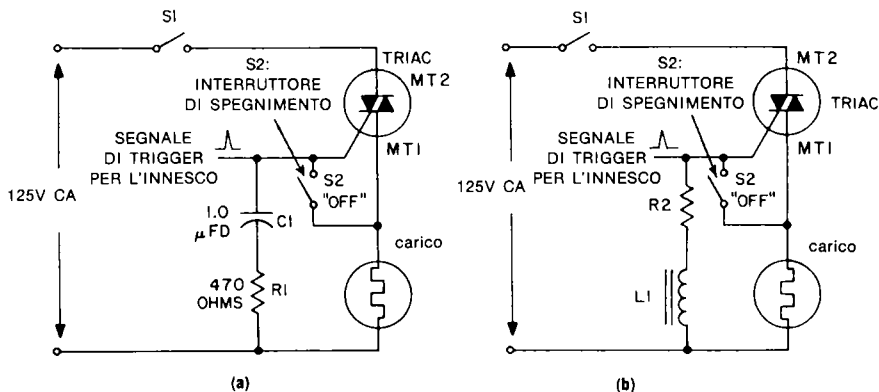 S1
TRIAC
MT2
S2:
INTERRUTTORE
DI SPEGNIMENTO
SEGNALE
DI TRIGGER
PER L'INNESCO
MT1
125V CA
S2
"OFF"
1.0
µFD
C1
carico
470
OHMS
R1
(a)
S1
MT2
S2:
INTERRUTTORE
DI SPEGNIMENTO
TRIAC
SEGNALE
DI TRIGGER
PER L'INNESCO
MT1
125V CA
S2
"OFF"
R2
carico
L1
(b)